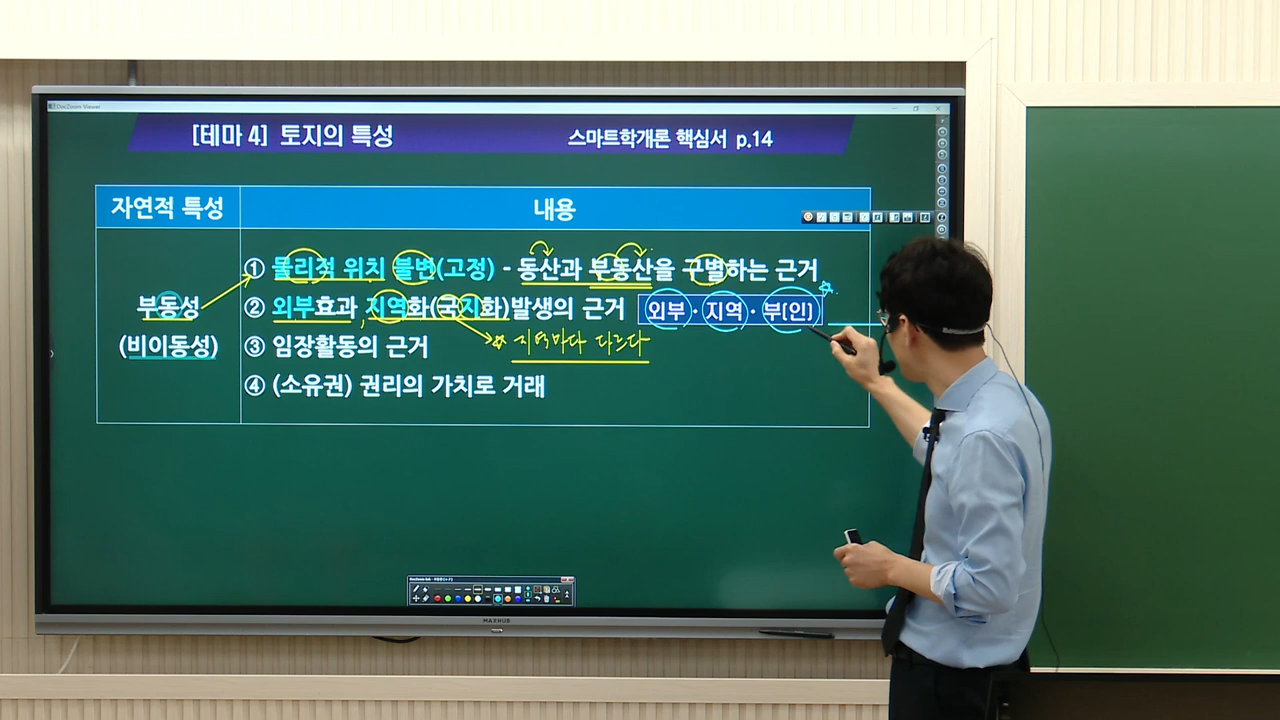 DocZoom Viewer
[테마 4] 토지의 특성
스마트학개론 핵심서 p.14
자연적 특성
내용
부동성
(비이동성)
① 물리적 위치 불변(고정) - 동산과 부동산을 구별하는 근거
② 외부효과, 지역화(국지화)발생의 근거
외부 · 지역 · 부(인)
③ 임장활동의 근거
지역마다 다르다
④ (소유권) 권리의 가치로 거래
MAXHUB